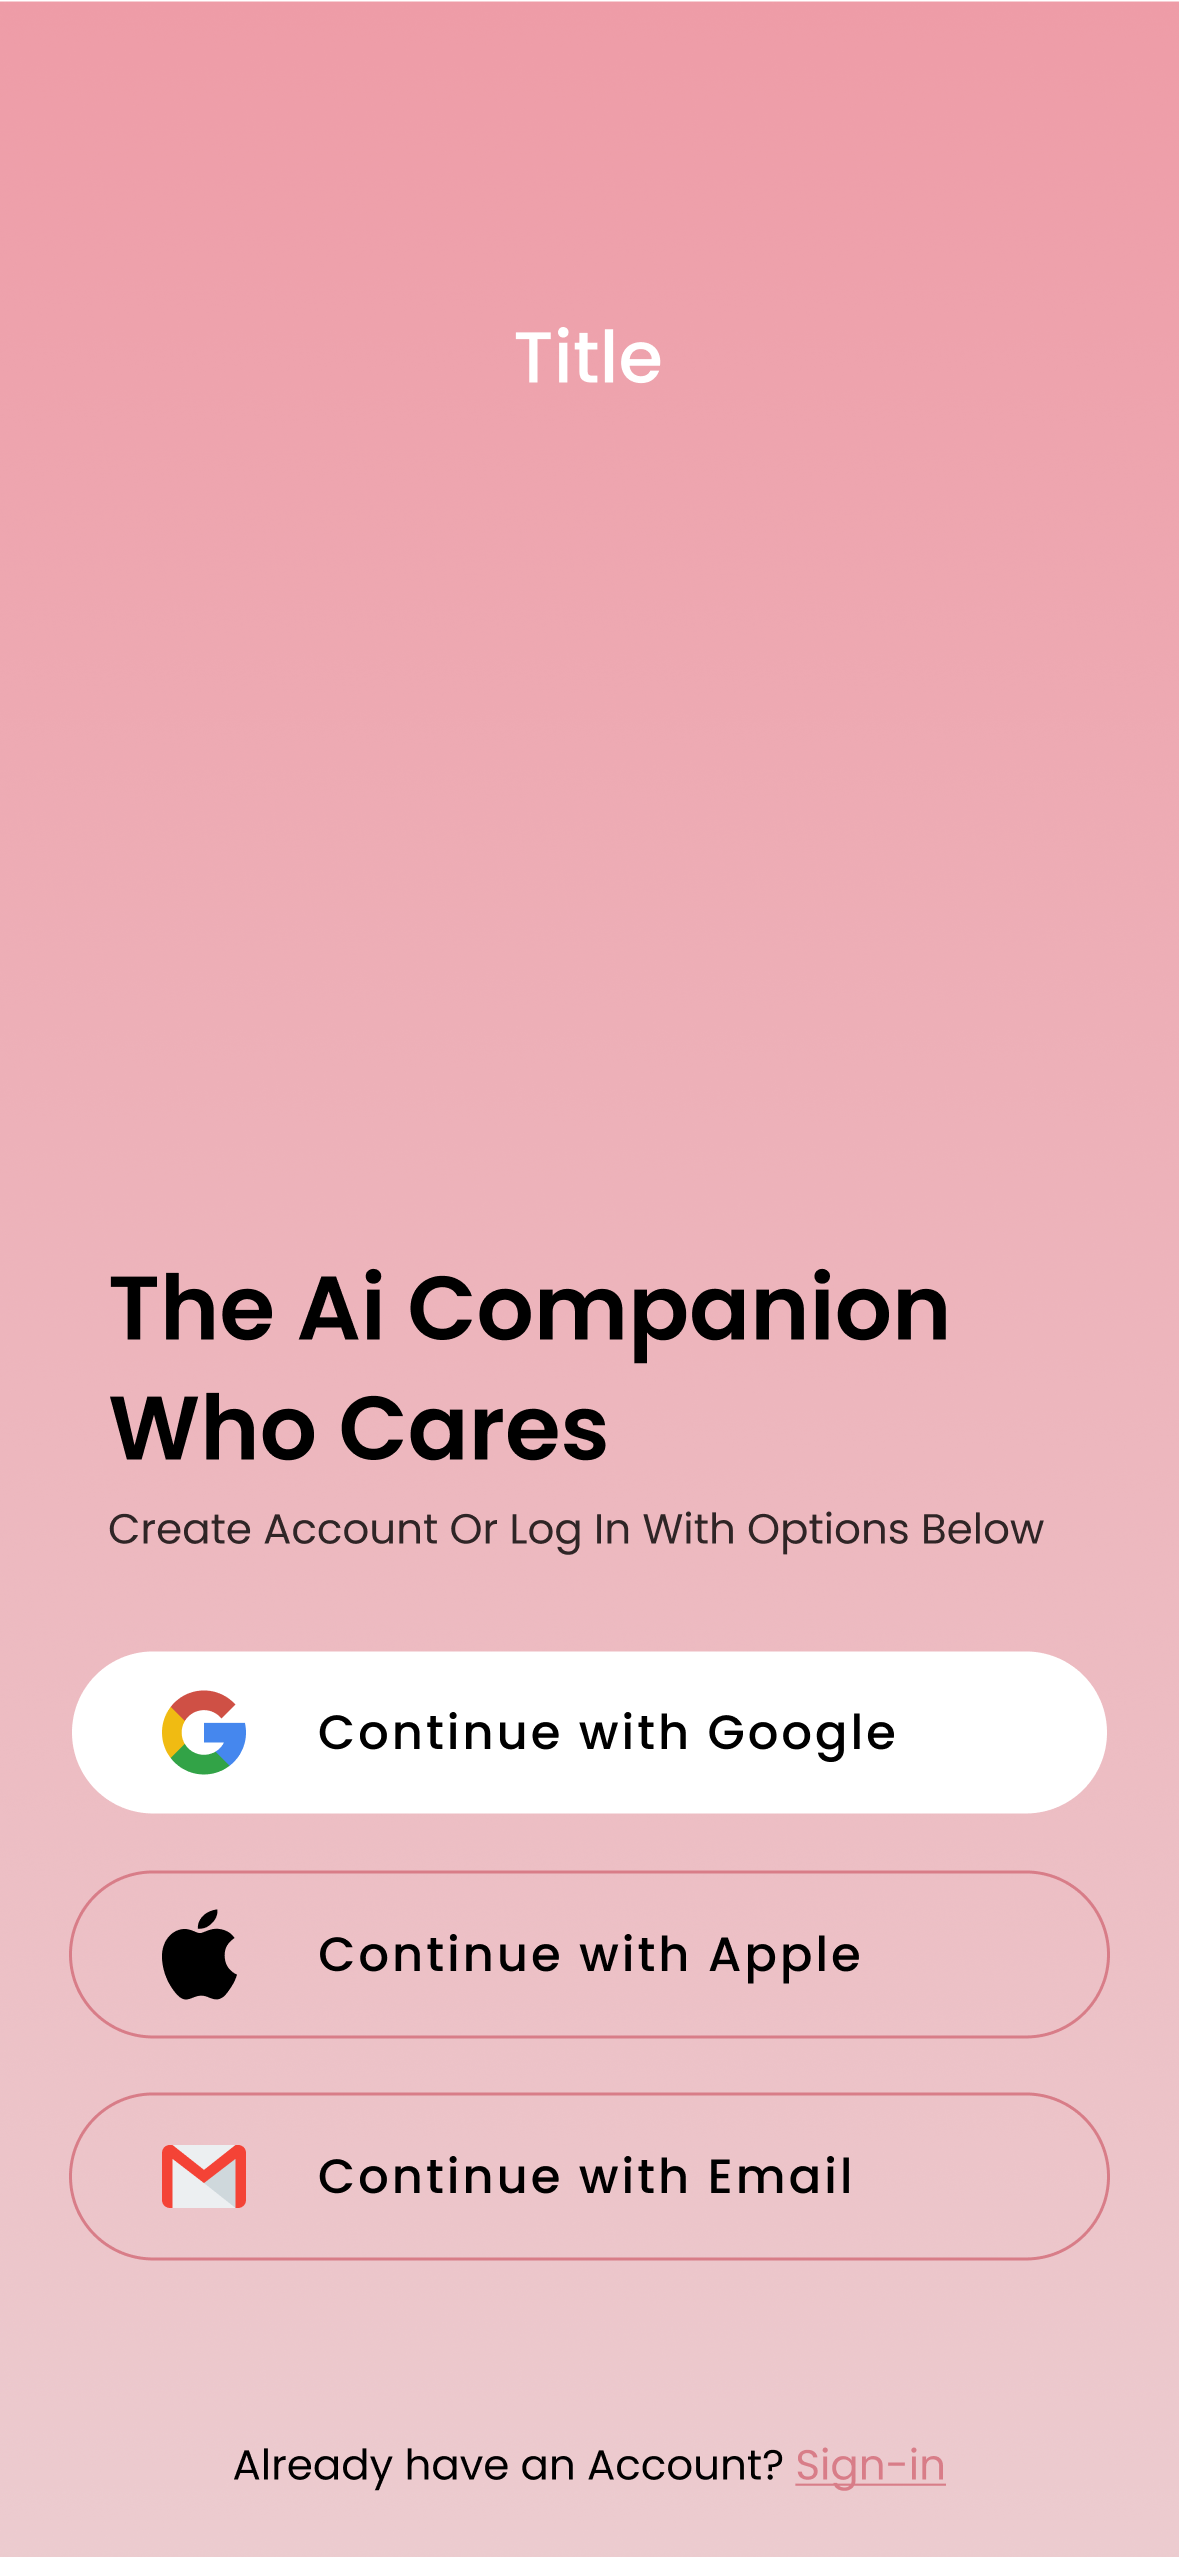 Title
The Ai Companion
Who Cares
Create Account Or Log In With Options Below
Continue with Google
Continue with Apple
Continue with Email
Already have an Account? Sign-in